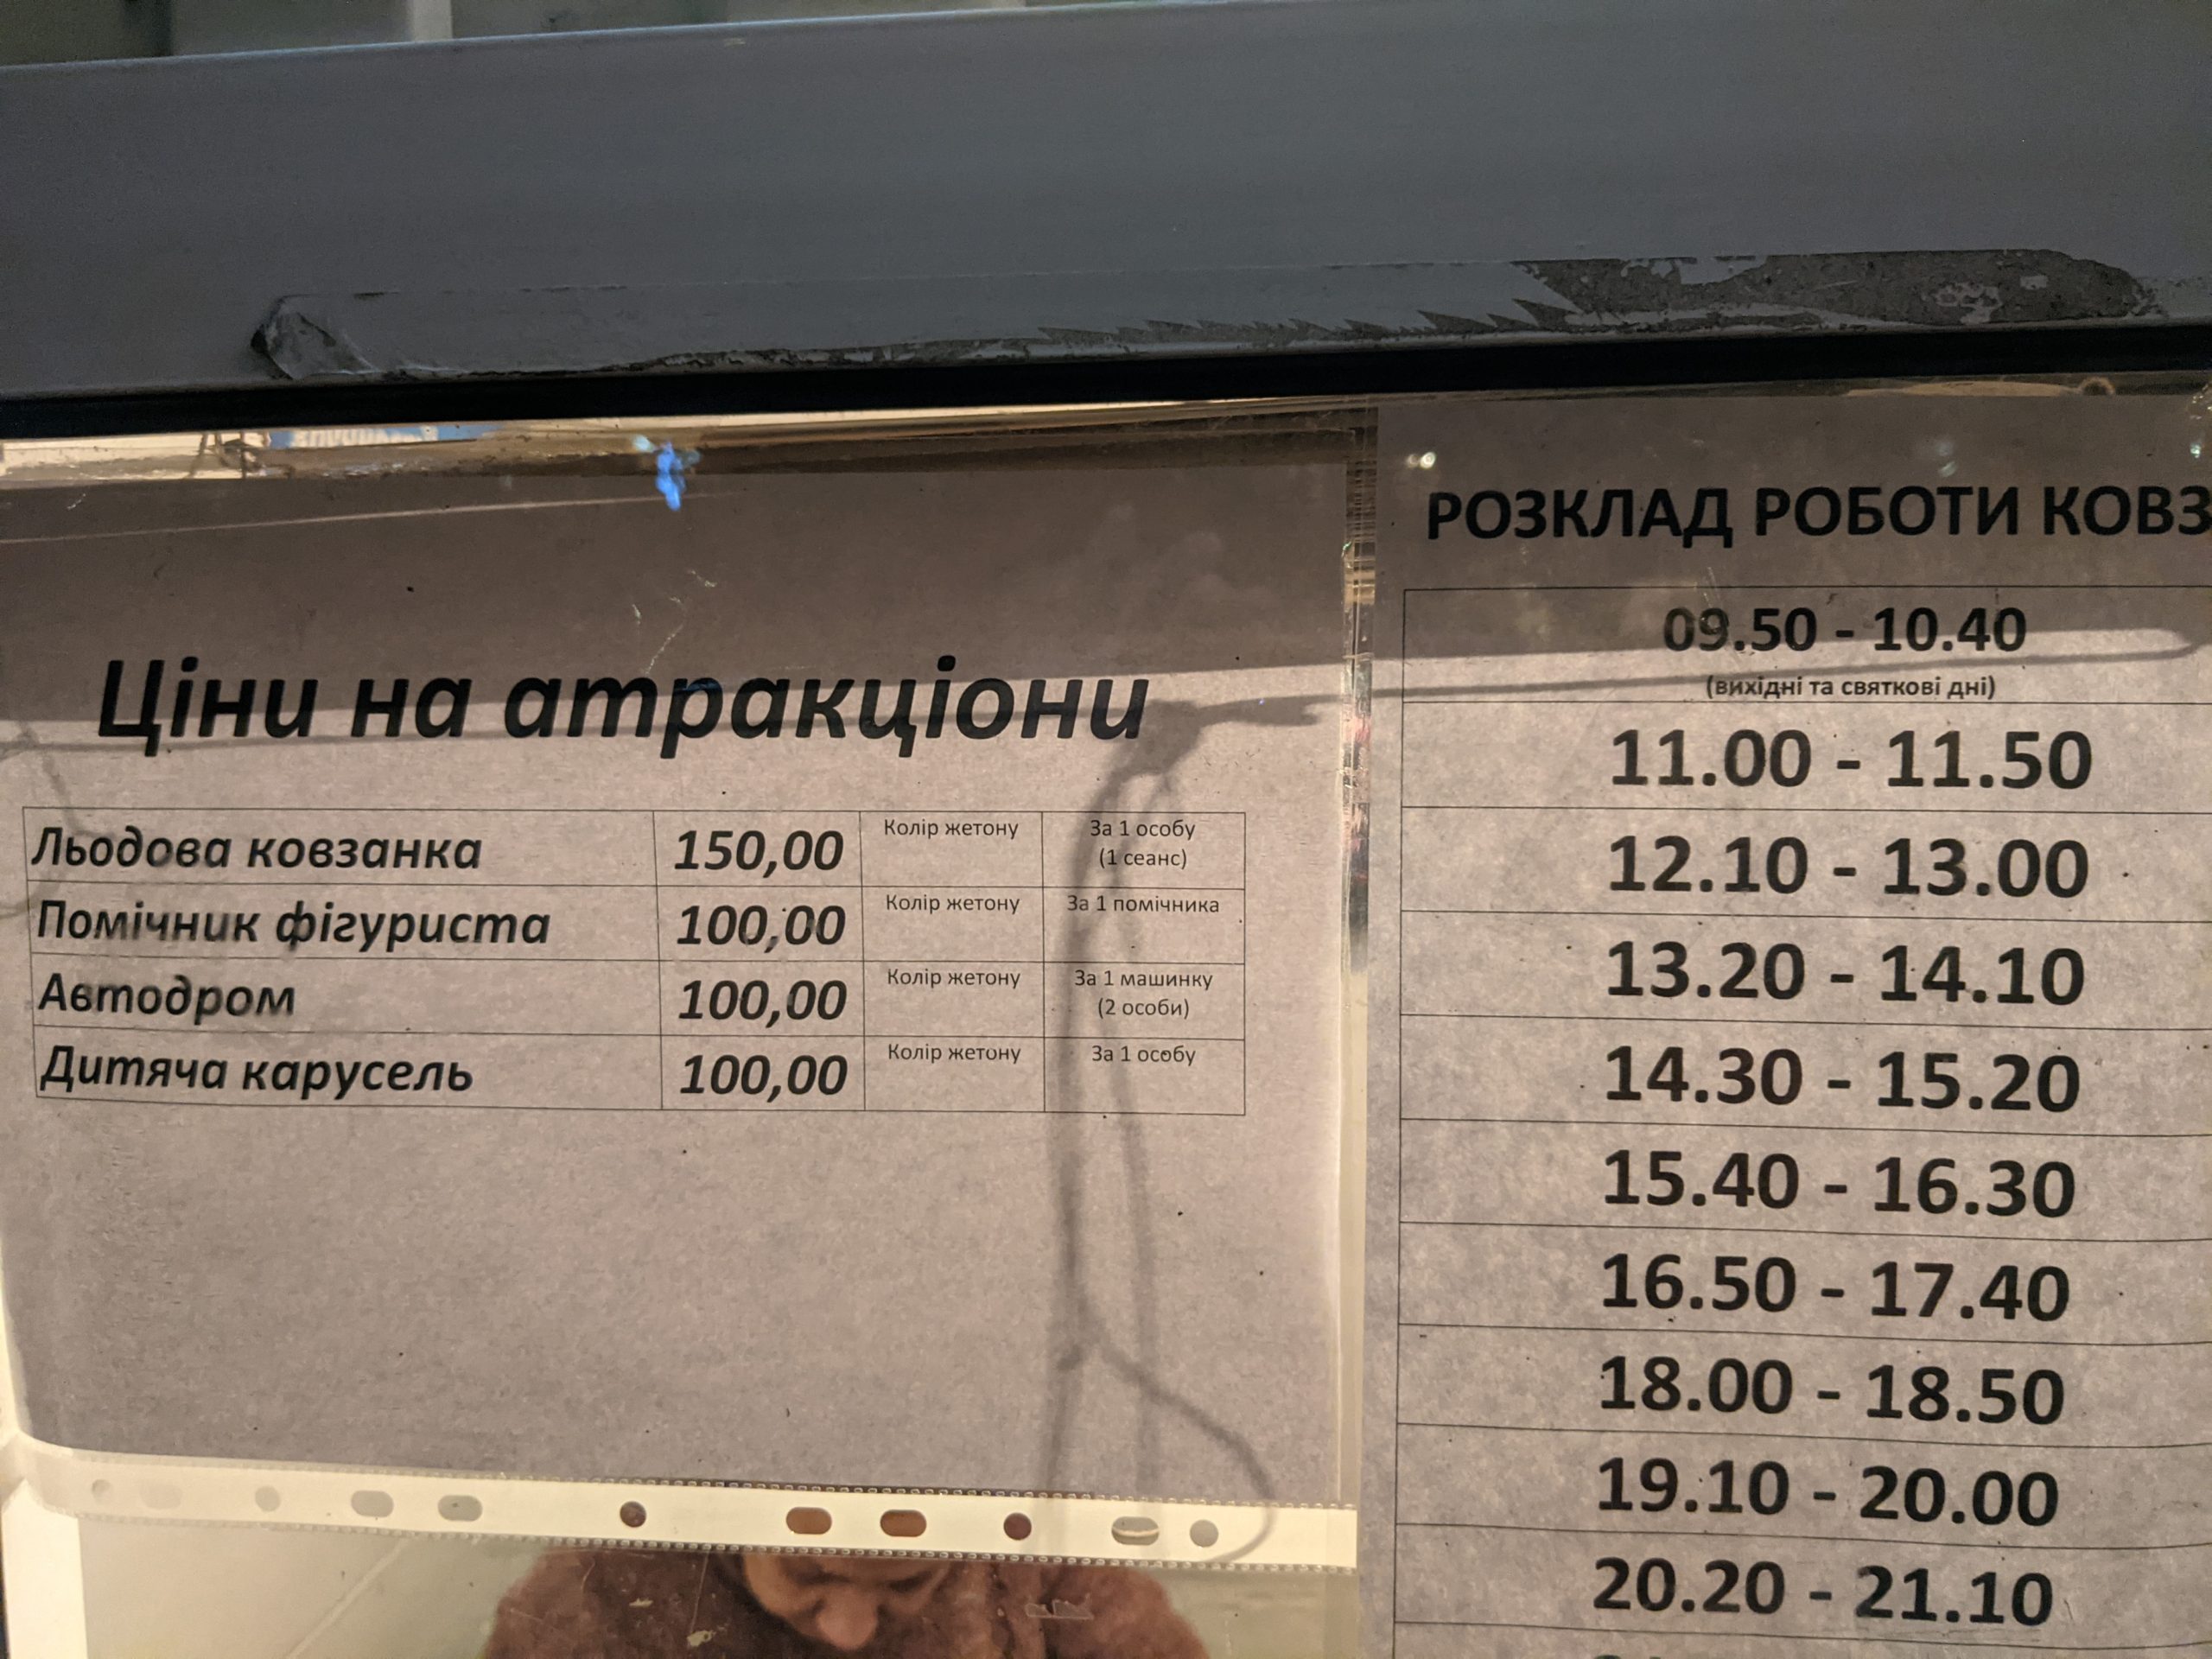 Ціни на атракціони
Льодова ковзанка 150,00 Колір жетону За 1 особу
(1 сеанс)
Помічник фігуриста 100,00 Колір жетону За 1 помічника
Автодром 100,00 Колір жетону За 1 машинку
(2 особи)
Дитяча карусель 100,00 Колір жетону За 1 особу
РОЗКЛАД РОБОТИ КОВЗ
09.50 - 10.40
(вихідні та святкові дні)
11.00 - 11.50
12.10 - 13.00
13.20 - 14.10
14.30 - 15.20
15.40 - 16.30
16.50 - 17.40
18.00 - 18.50
19.10 - 20.00
20.20 - 21.10